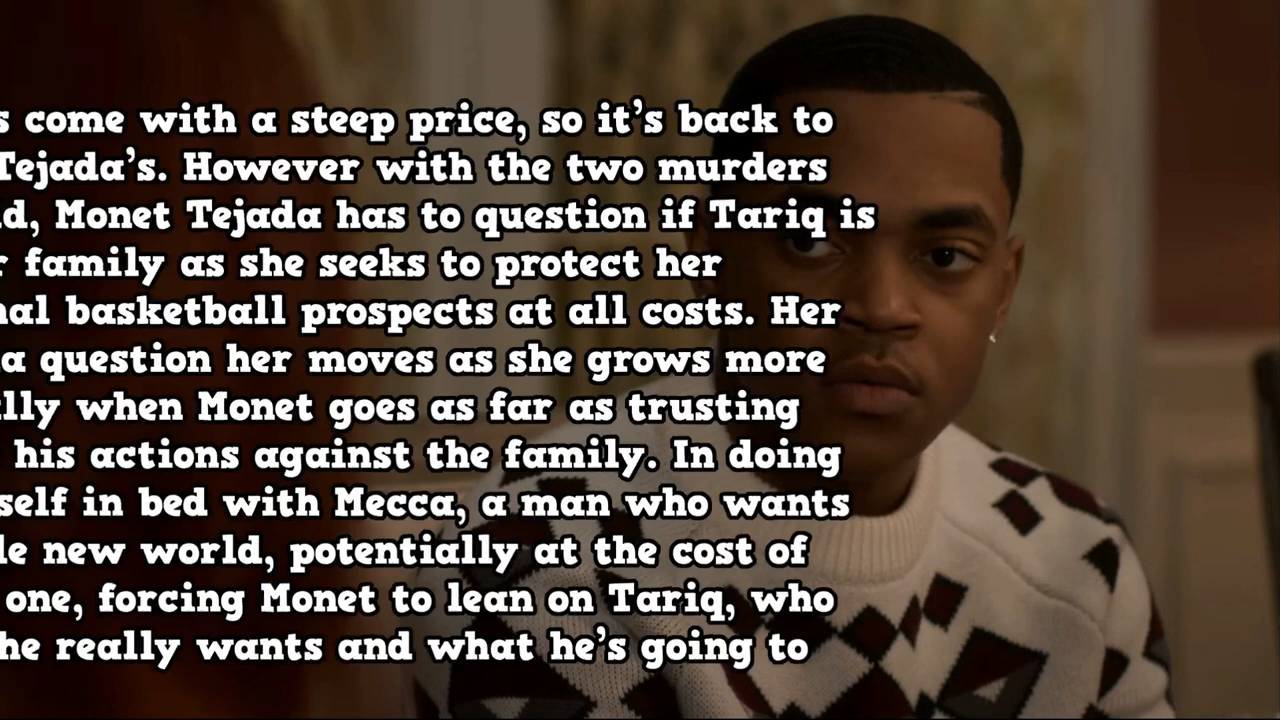 s come with a steep price, so it's back to
Tejada's. However with the two murders
d, Monet Tejada has to question if Tariq is
r family as she seeks to protect her
nal basketball prospects at all costs. Her
a question her moves as she grows more
lly when Monet goes as far as trusting
his actions against the family. In doing
self in bed with Mecca, a man who wants
le new world, potentially at the cost of
one, forcing Monet to lean on Tariq, who
he really wants and what he's going to